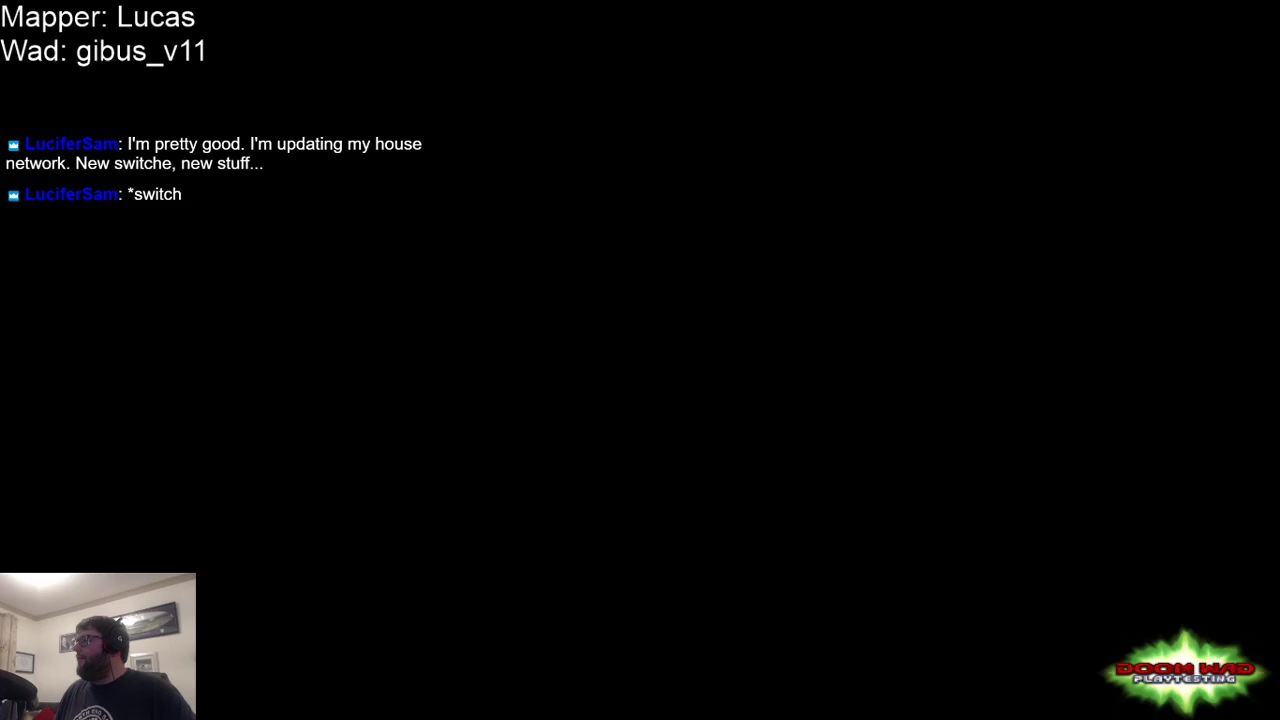 Mapper: Lucas
Wad: gibus_v11
LuciferSam: I'm pretty good. I'm updating my house
network. New switche, new stuff...
LuciferSam: *switch
DOOM WAD
PLAYTESTING